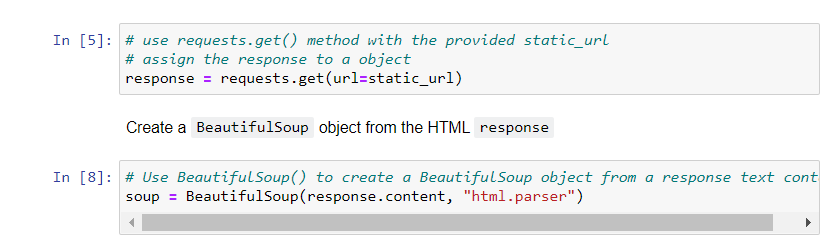 In [5]: # use requests.get() method with the provided static_url
# assign the response to a object
response = requests.get(url=static_url)
Create a BeautifulSoup object from the HTML response
In [8]: # Use BeautifulSoup() to create a BeautifulSoup object from a response text cont
soup = BeautifulSoup(response.content, "html.parser")